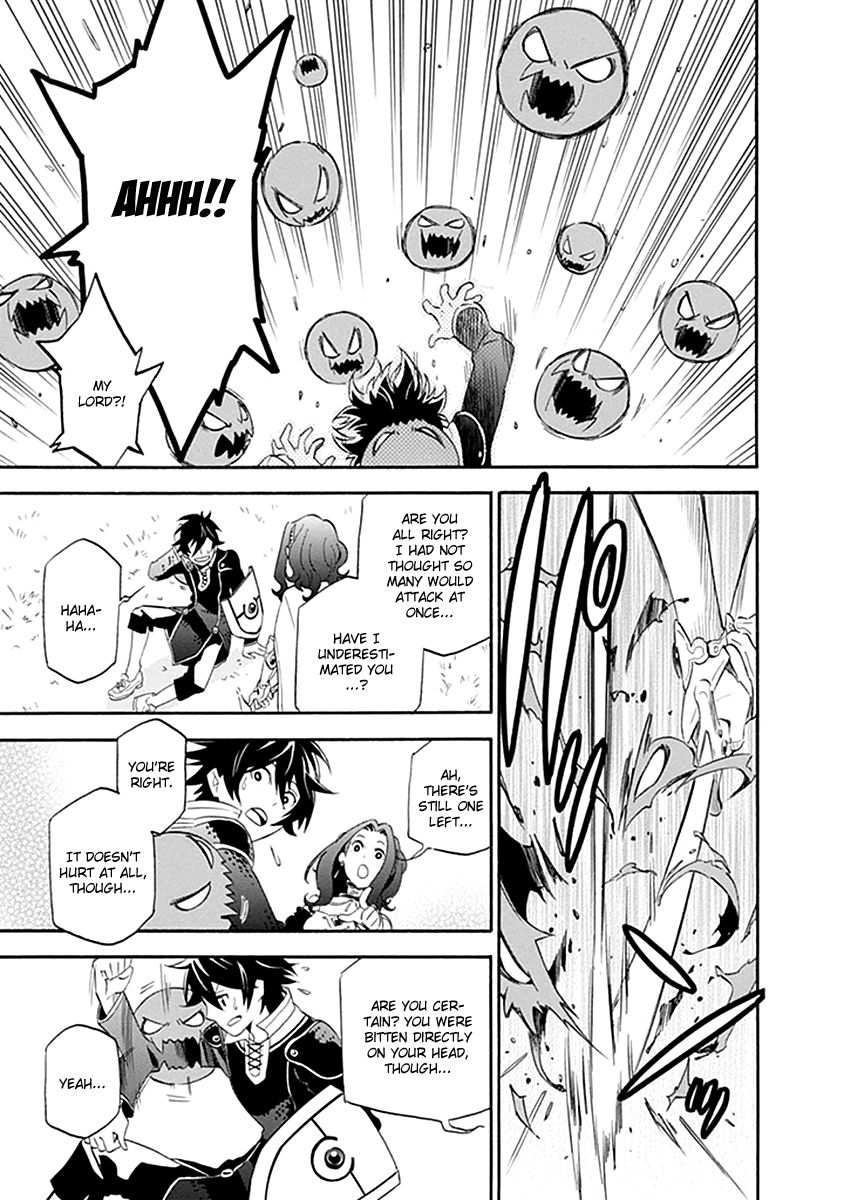 AHHH!!
MY
LORD?!
ARE YOU
ALL RIGHT?
I HAD NOT
THOUGHT SO
MANY WOULD
ATTACK AT
ONCE...
HAVE I
UNDERESTI-
MATED YOU
...?
HAHA-
HA...
AH,
THERE'S
STILL ONE
LEFT...
YOU'RE
RIGHT.
IT DOESN'T
HURT AT ALL,
THOUGH...
ARE YOU CER-
TAIN? YOU WERE
BITTEN DIRECTLY
ON YOUR HEAD,
THOUGH...
YEAH...